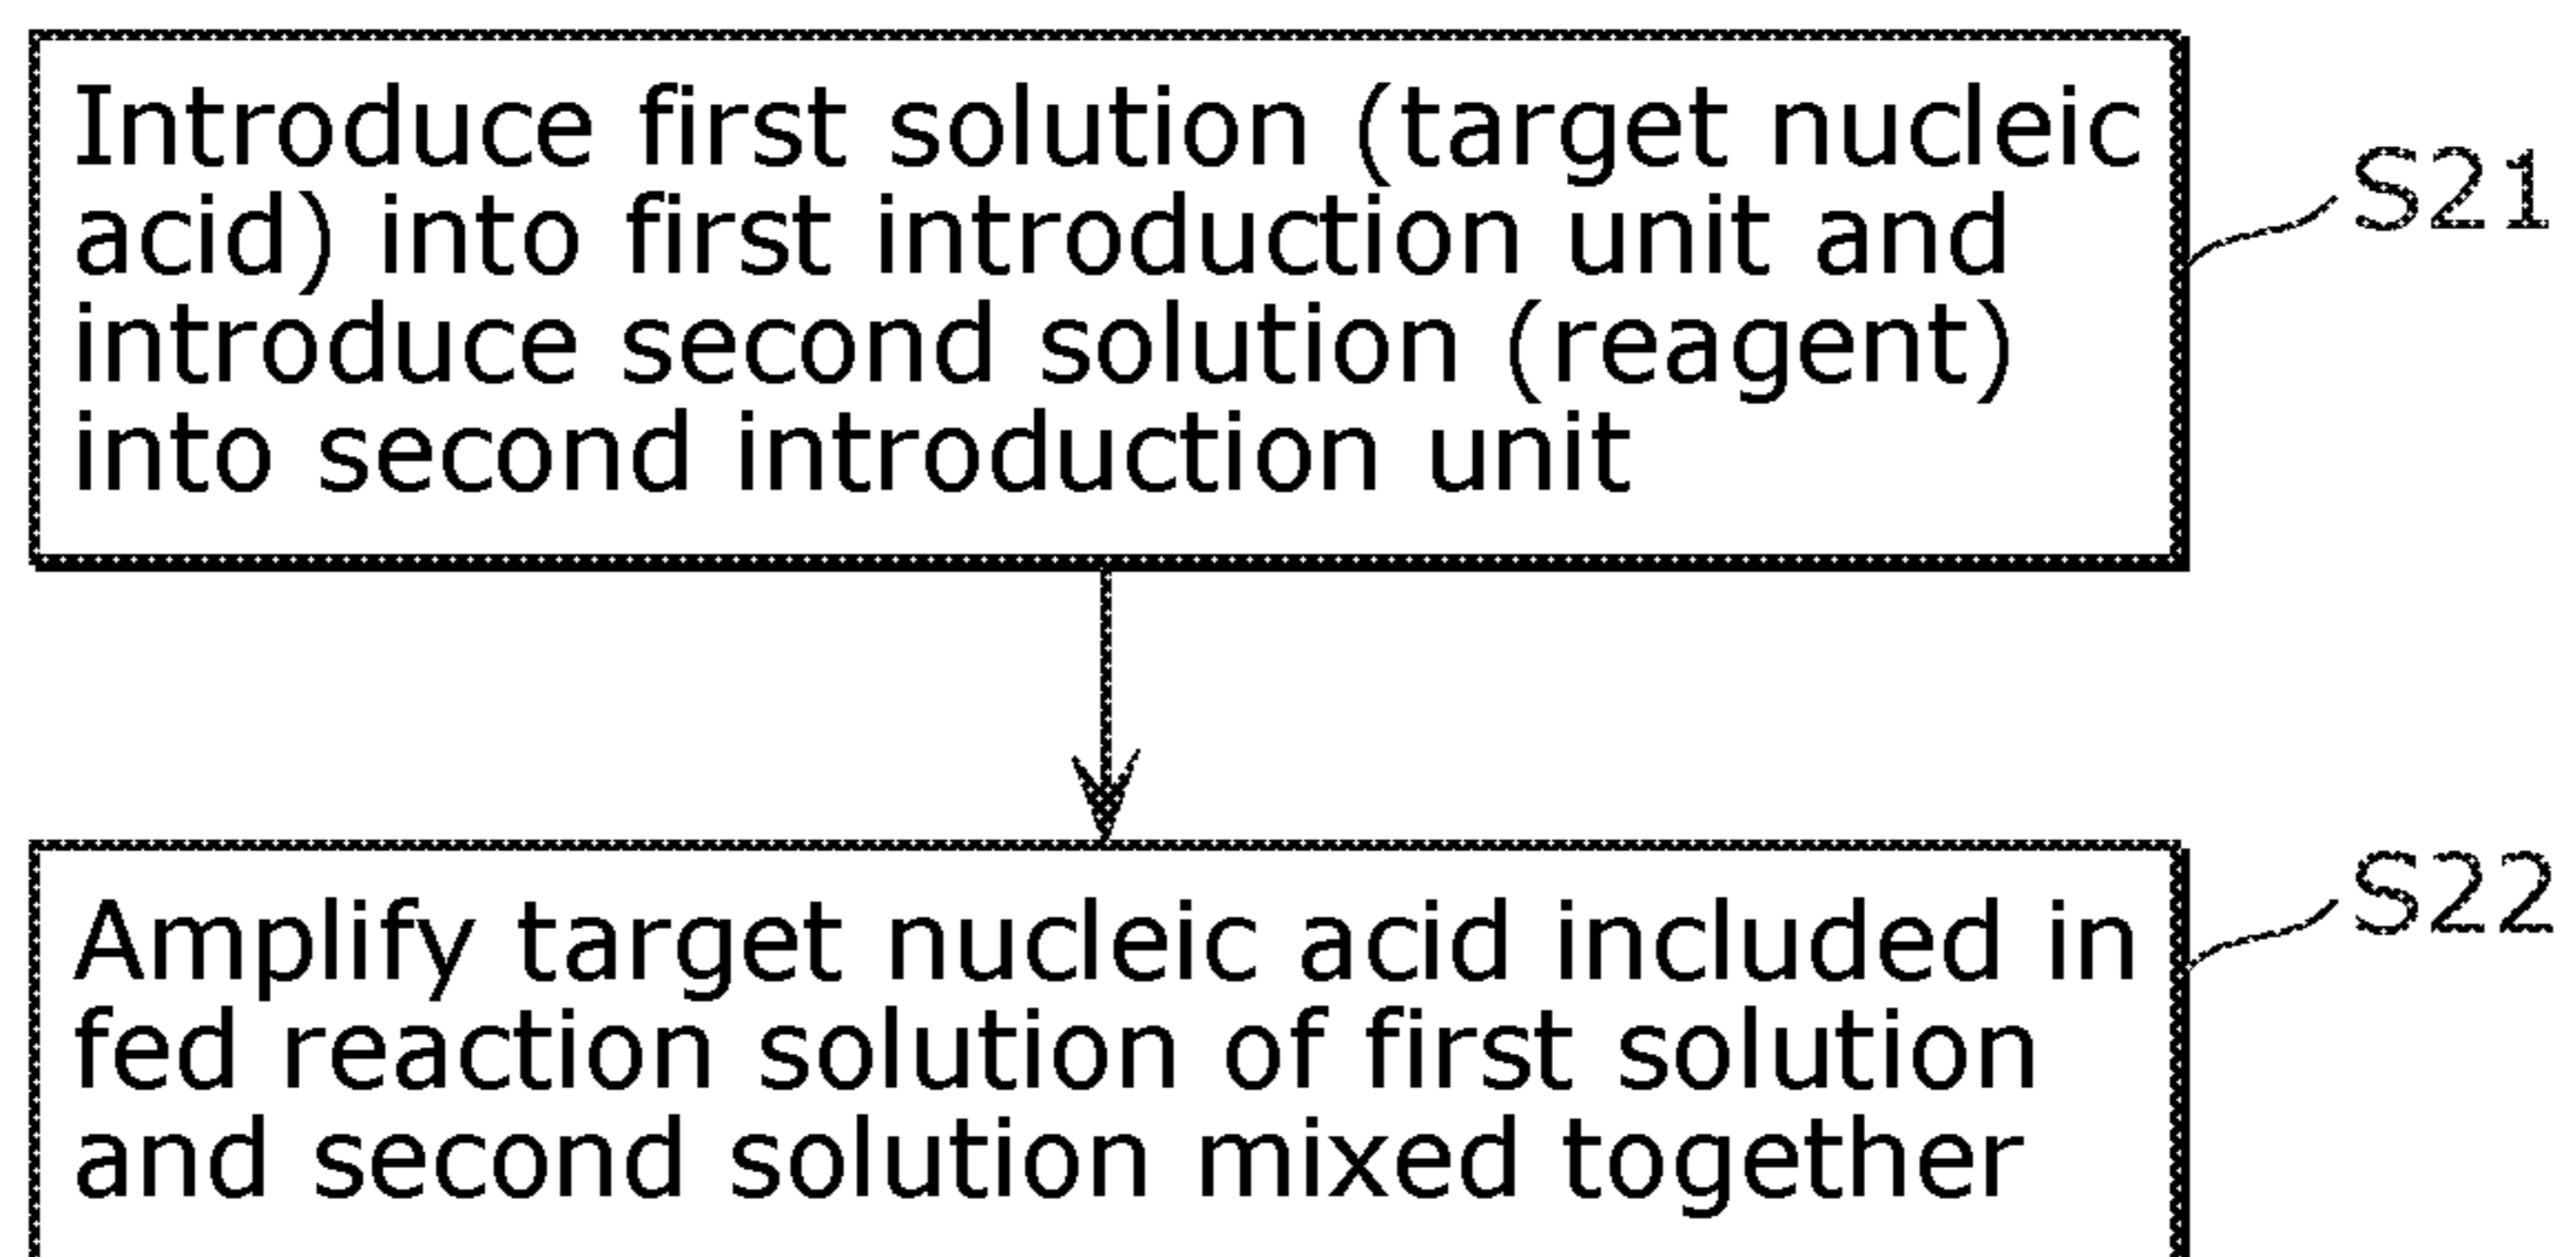 Introduce first solution (target nucleic
acid) into first introduction unit and
introduce second solution (reagent)
into second introduction unit
S21
Amplify target nucleic acid included in
fed reaction solution of first solution
and second solution mixed together
S22